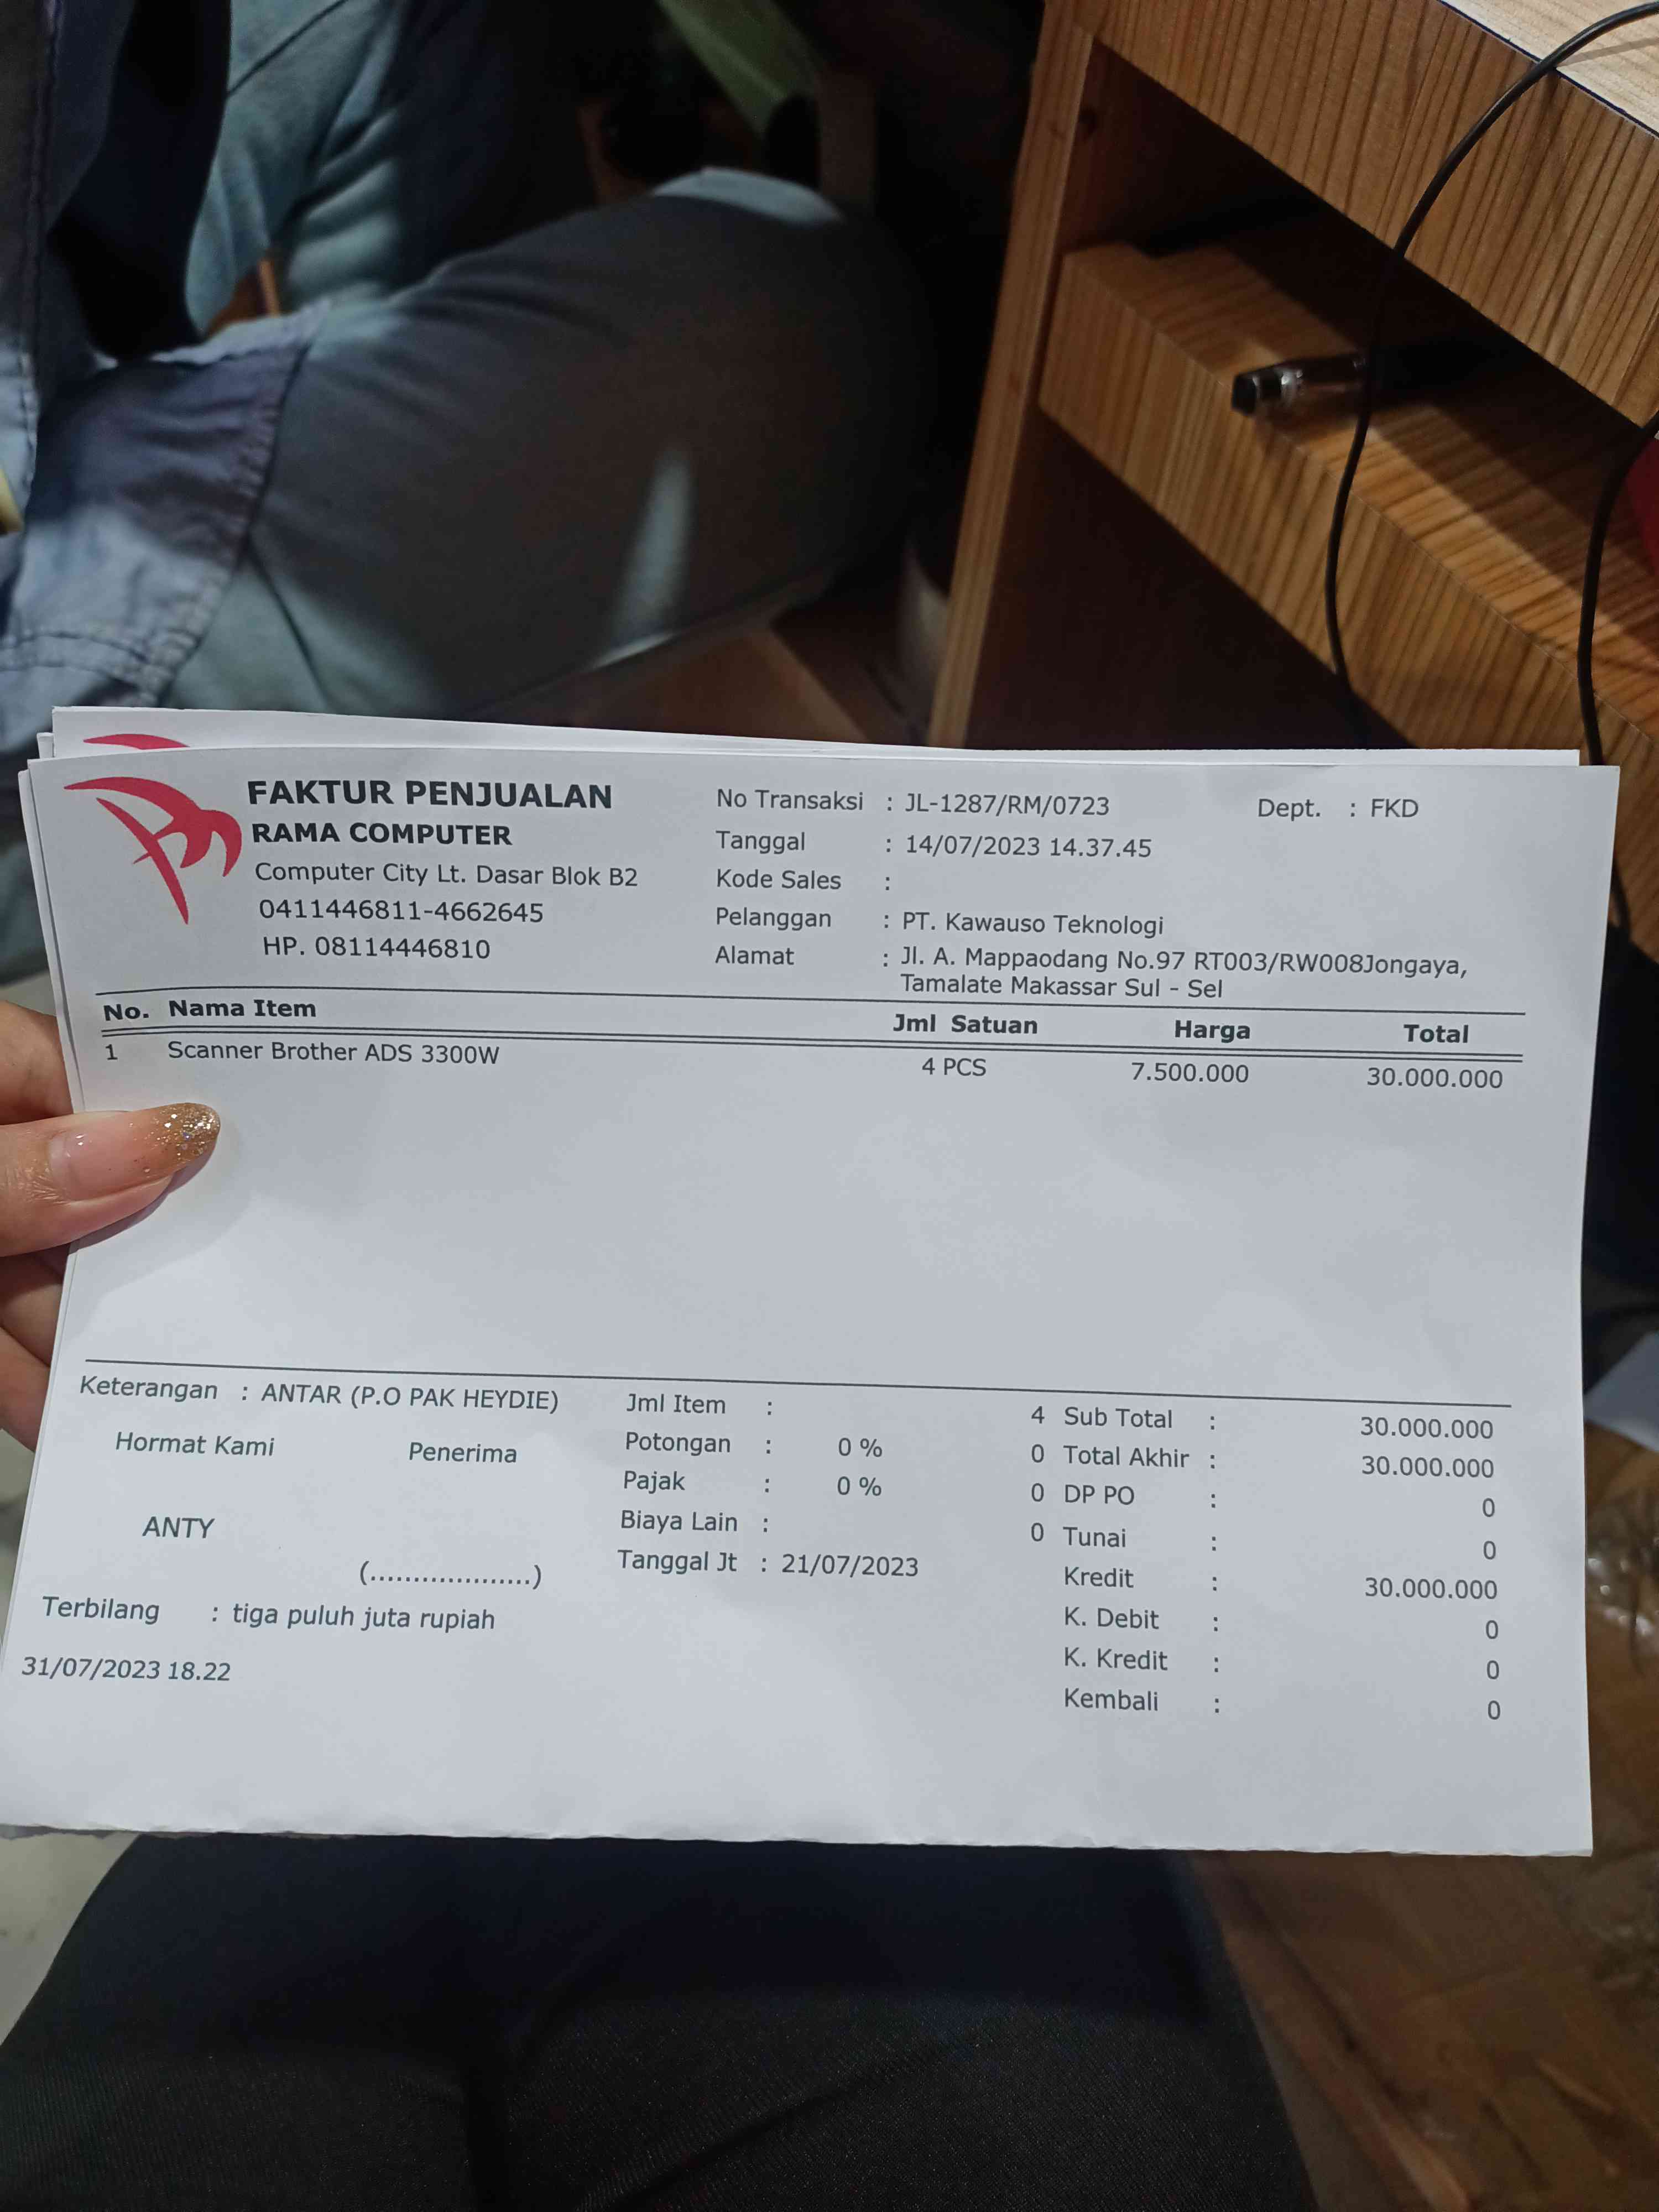 FAKTUR PENJUALAN
RAMA COMPUTER
Computer City Lt. Dasar Blok B2
0411446811-4662645
HP. 08114446810
No Transaksi : JL-1287/RM/0723 Dept. : FKD
Tanggal : 14/07/2023 14.37.45
Kode Sales :
Pelanggan : PT. Kawauso Teknologi
Alamat : Jl. A. Mappaodang No.97 RT003/RW008Jongaya,
Tamalate Makassar Sul - Sel
No. Nama Item Jml Satuan Harga Total
1 Scanner Brother ADS 3300W 4 PCS 7.500.000 30.000.000
Keterangan : ANTAR (P.O PAK HEYDIE)
Hormat Kami Penerima
ANTY
(...................)
Terbilang : tiga puluh juta rupiah
31/07/2023 18.22
Jml Item : 4
Potongan : 0 % 0
Pajak : 0 % 0
Biaya Lain : 0
Tanggal Jt : 21/07/2023
Sub Total : 30.000.000
Total Akhir : 30.000.000
DP PO : 0
Tunai : 0
Kredit : 30.000.000
K. Debit : 0
K. Kredit : 0
Kembali : 0